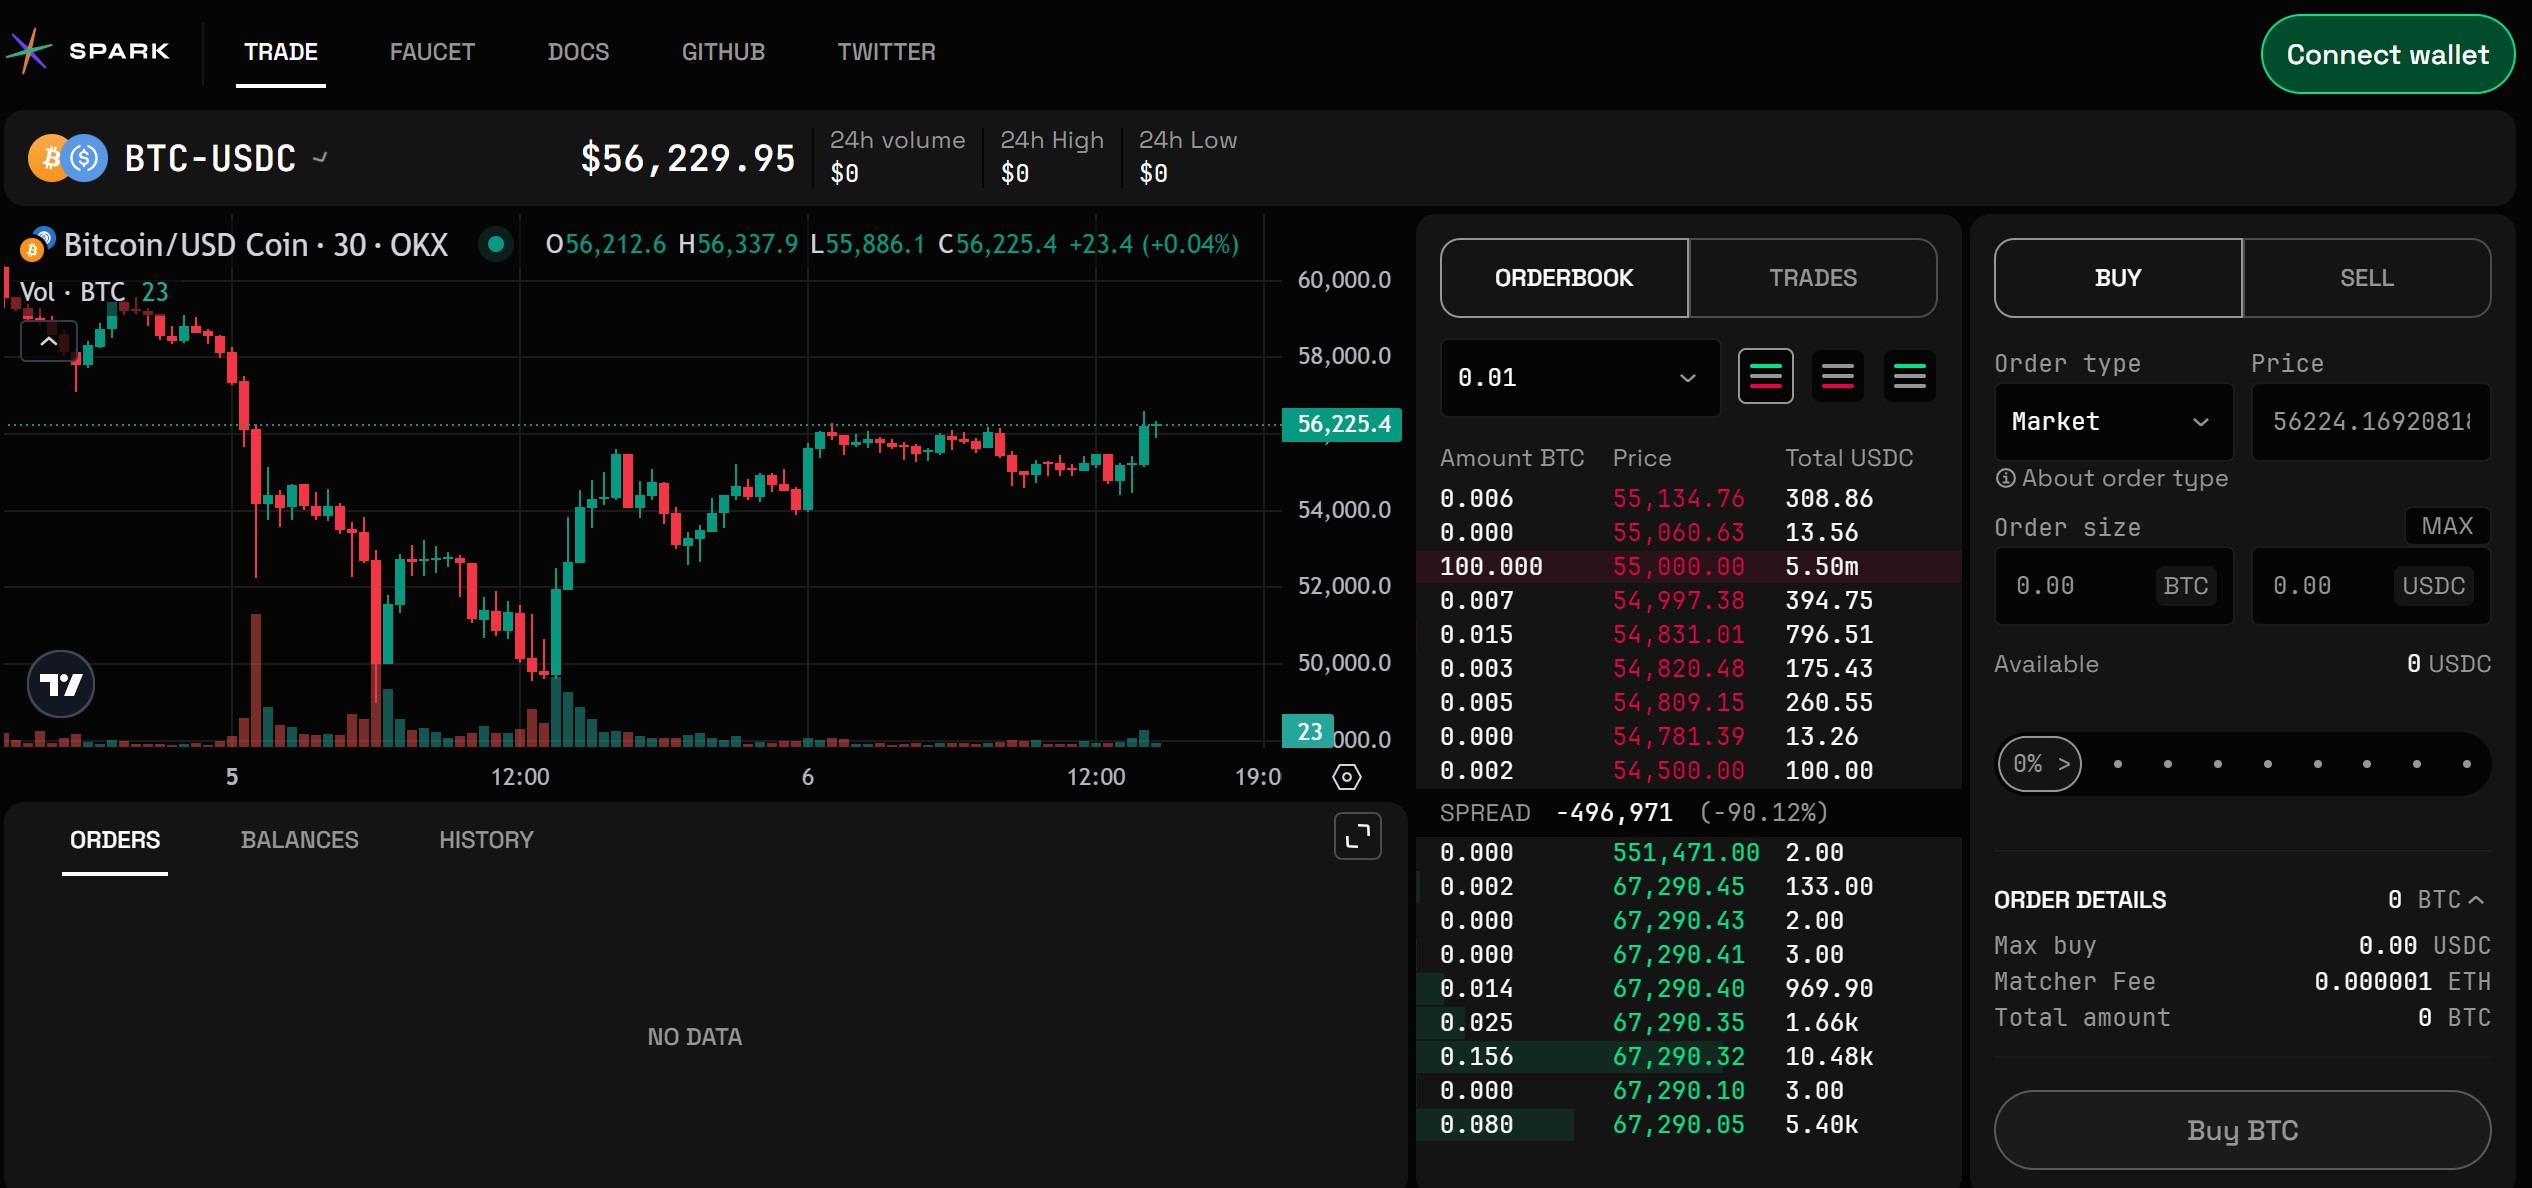 SPARK
TRADE FAUCET DOCS GITHUB TWITTER
Connect wallet
BTC-USDC
$56,229.95
24h volume 24h High 24h Low
$0 $0 $0
Bitcoin/USD Coin · 30 · OKX
O56,212.6 H56,337.9 L55,886.1 C56,225.4 +23.4 (+0.04%)
Vol · BTC 23
60,000.0
58,000.0
56,225.4
54,000.0
52,000.0
50,000.0
23
000.0
5 12:00 6 12:00 19:0
ORDERS BALANCES HISTORY
NO DATA
ORDERBOOK TRADES
0.01
Amount BTC Price Total USDC
0.006 55,134.76 308.86
0.000 55,060.63 13.56
100.000 55,000.00 5.50m
0.007 54,997.38 394.75
0.015 54,831.01 796.51
0.003 54,820.48 175.43
0.005 54,809.15 260.55
0.000 54,781.39 13.26
0.002 54,500.00 100.00
SPREAD -496,971 (-90.12%)
0.000 551,471.00 2.00
0.002 67,290.45 133.00
0.000 67,290.43 2.00
0.000 67,290.41 3.00
0.014 67,290.40 969.90
0.025 67,290.35 1.66k
0.156 67,290.32 10.48k
0.000 67,290.10 3.00
0.080 67,290.05 5.40k
BUY SELL
Order type Price
Market 56224.1692081
About order type
Order size MAX
0.00 BTC 0.00 USDC
Available 0 USDC
0% >
ORDER DETAILS 0 BTC
Max buy 0.00 USDC
Matcher Fee 0.000001 ETH
Total amount 0 BTC
Buy BTC